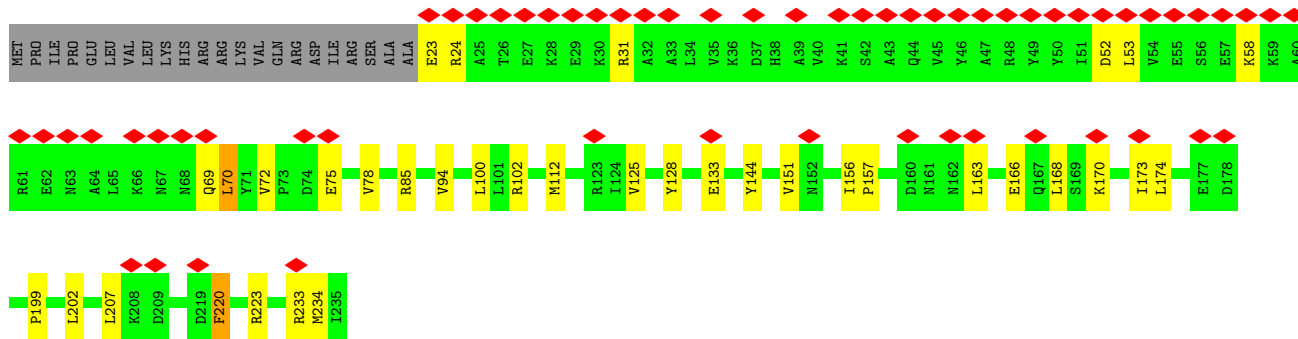 MET PRO ILE PRO GLU LEU VAL LEU LYS HIS ARG ARG LYS VAL GLN ARG ASP ILE ARG SER ALA ALA E23 R24 A25 T26 E27 K28 E29 K30 R31 A32 A33 L34 V35 K36 D37 H38 A39 V40 K41 S42 A43 Q44 V45 Y46 A47 R48 Y49 Y50 I51 D52 L53 V54 E55 S56 E57 K58 K59 A60
R61 E62 N63 A64 L65 K66 N67 N68 Q69 L70 Y71 V72 P73 D74 E75 V78 R85 V94 L100 L101 R102 M112 R123 I124 V125 Y128 E133 Y144 V151 N152 I156 P157 D160 N161 N162 L163 E166 Q167 L168 S169 K170 I173 L174 E177 D178
P199 L202 L207 K208 D209 D219 F220 R223 R233 M234 I235